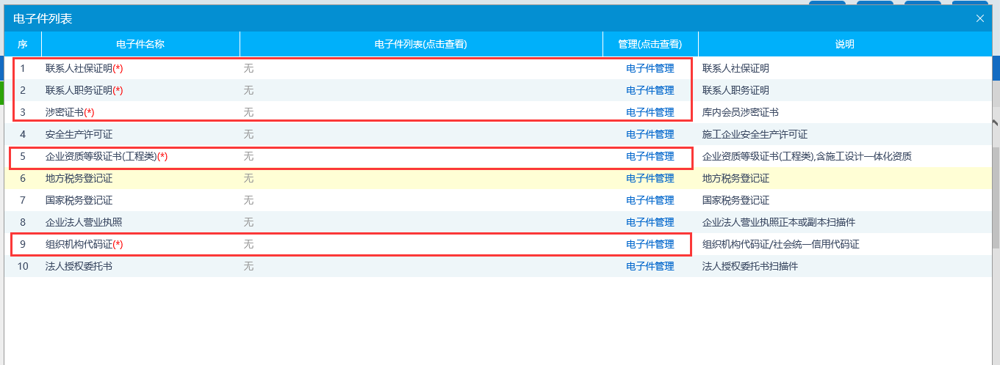 电子件列表
序 电子件名称 电子件列表(点击查看) 管理(点击查看) 说明
1 联系人社保证明(*) 无 电子件管理 联系人社保证明
2 联系人职务证明(*) 无 电子件管理 联系人职务证明
3 涉密证书(*) 无 电子件管理 库内会员涉密证书
4 安全生产许可证 无 电子件管理 施工企业安全生产许可证
5 企业资质等级证书(工程类)(*) 无 电子件管理 企业资质等级证书(工程类),含施工设计一体化资质
6 地方税务登记证 无 电子件管理 地方税务登记证
7 国家税务登记证 无 电子件管理 国家税务登记证
8 企业法人营业执照 无 电子件管理 企业法人营业执照正本或副本扫描件
9 组织机构代码证(*) 无 电子件管理 组织机构代码证/社会统一信用代码证
10 法人授权委托书 无 电子件管理 法人授权委托书扫描件